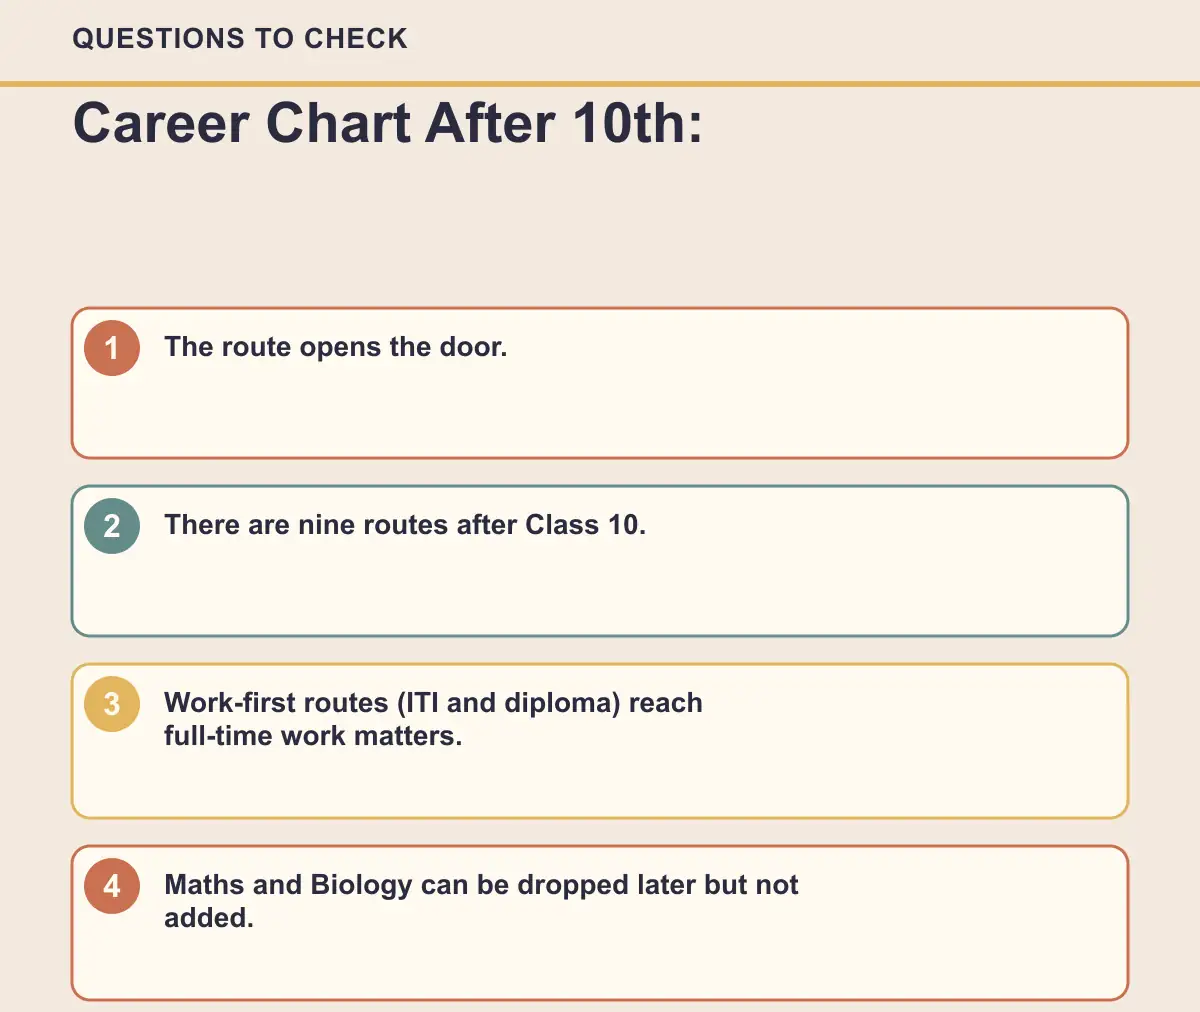 QUESTIONS TO CHECK
Career Chart After 10th:
1 The route opens the door.
2 There are nine routes after Class 10.
3 Work-first routes (ITI and diploma) reach
full-time work matters.
4 Maths and Biology can be dropped later but not
added.